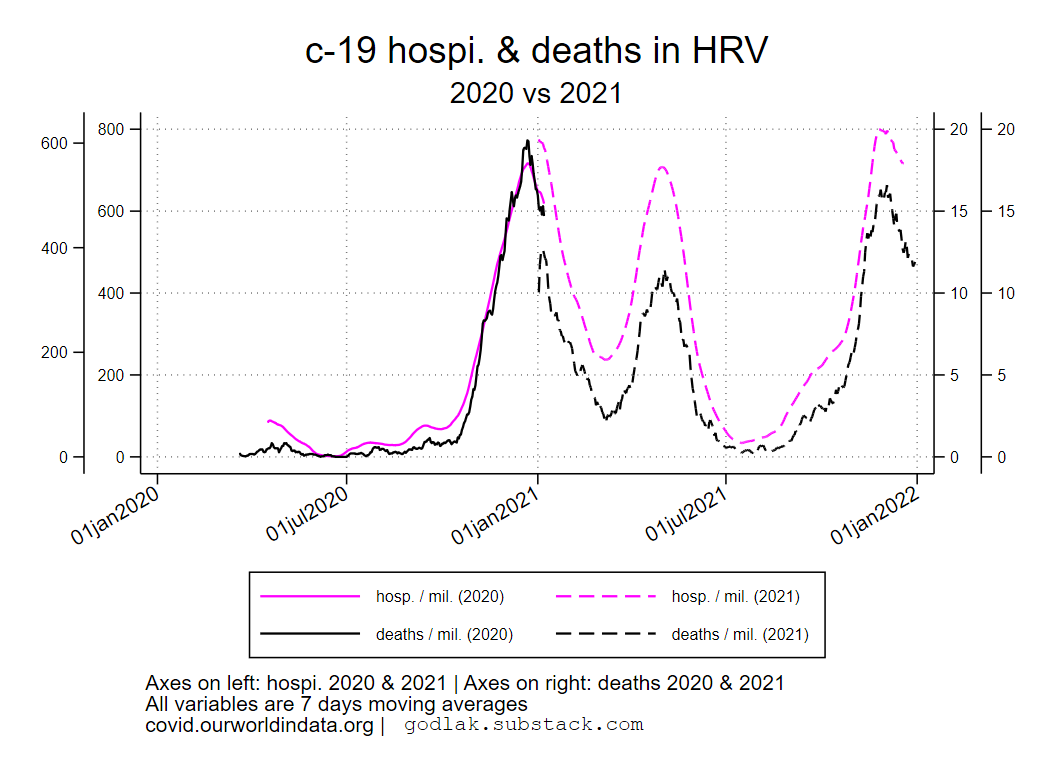 c-19 hospi. & deaths in HRV
2020 vs 2021
600 800 20 20
600 15 15
400
400 10 10
200
200 5 5
0 0 0 0
01jan2020 01jul2020 01jan2021 01jul2021 01jan2022
hosp. / mil. (2020) hosp. / mil. (2021)
deaths / mil. (2020) deaths / mil. (2021)
Axes on left: hospi. 2020 & 2021 | Axes on right: deaths 2020 & 2021
All variables are 7 days moving averages
covid.ourworldindata.org | godlak.substack.com